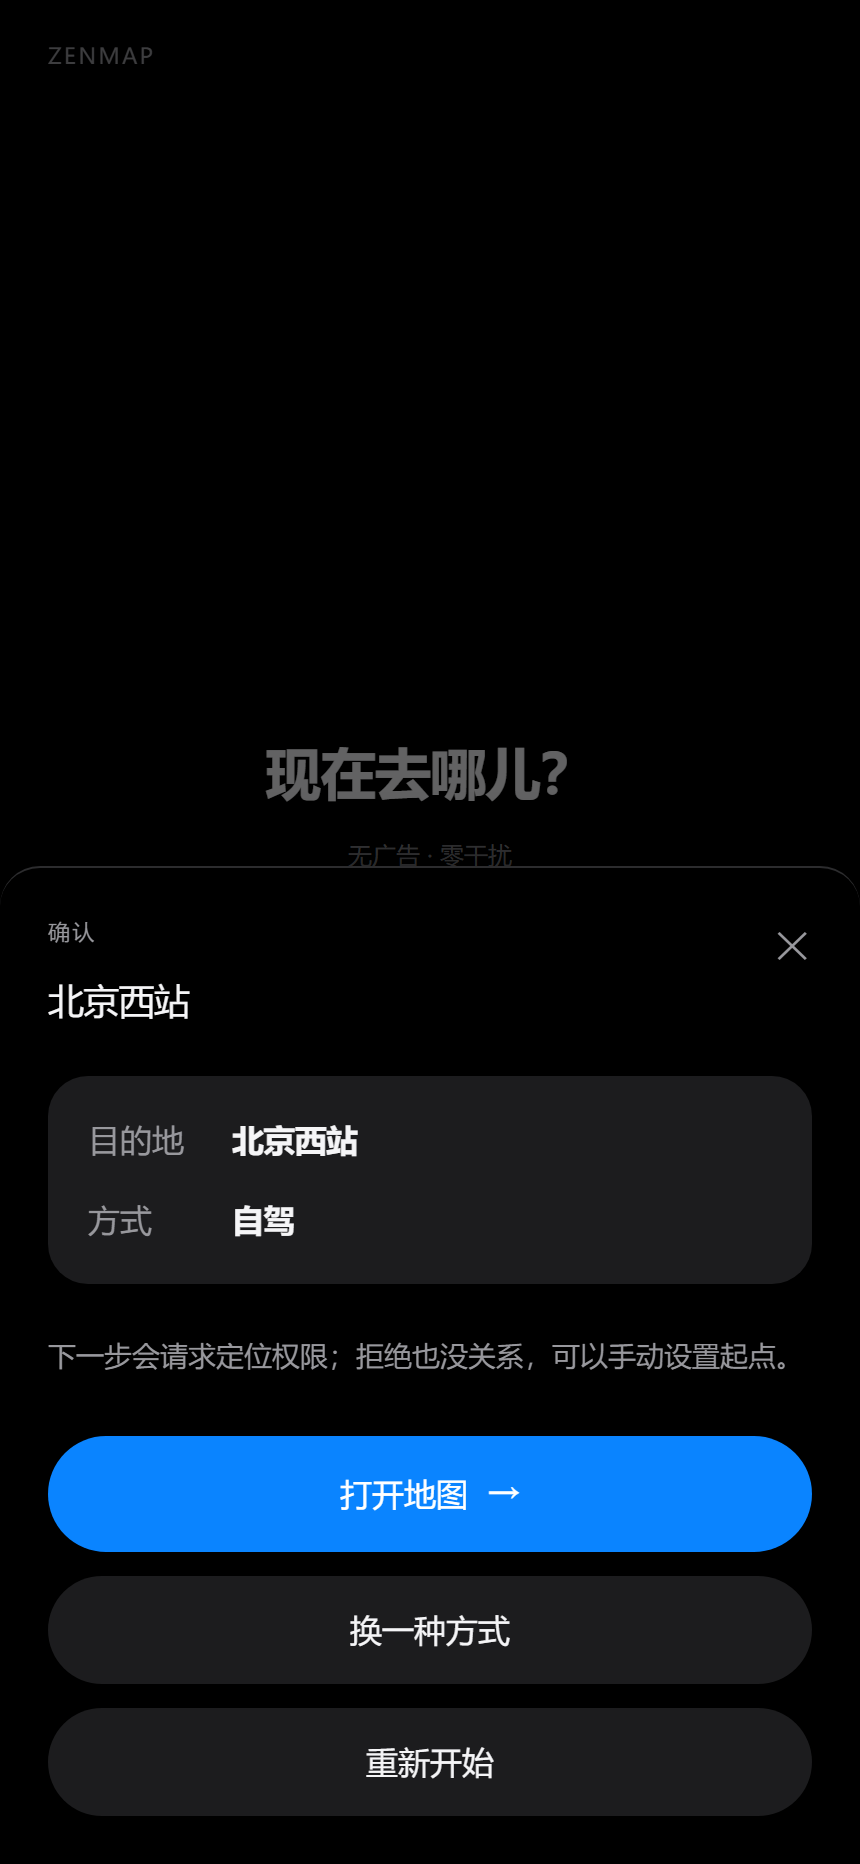 ZENMAP
现在去哪儿？
无广告 · 零干扰
确认
北京西站
目的地 北京西站
方式 自驾
下一步会请求定位权限；拒绝也没关系，可以手动设置起点。
打开地图 →
换一种方式
重新开始